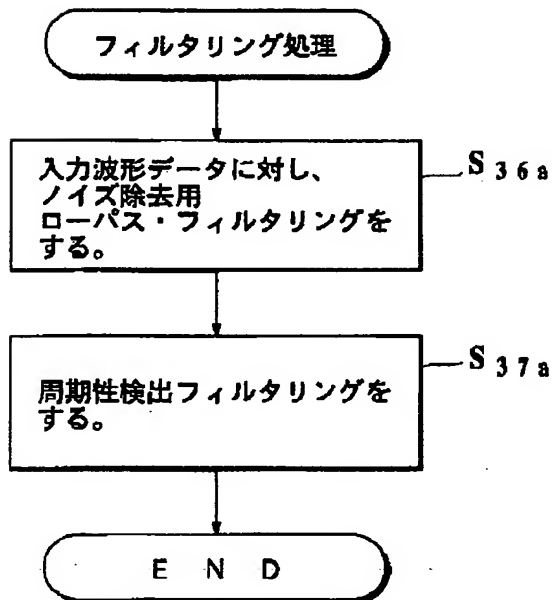 フィルタリング処理
入力波形データに対し、
ノイズ除去用
ローパス・フィルタリングを
する。
S36a
周期性検出フィルタリングを
する。
S37a
END